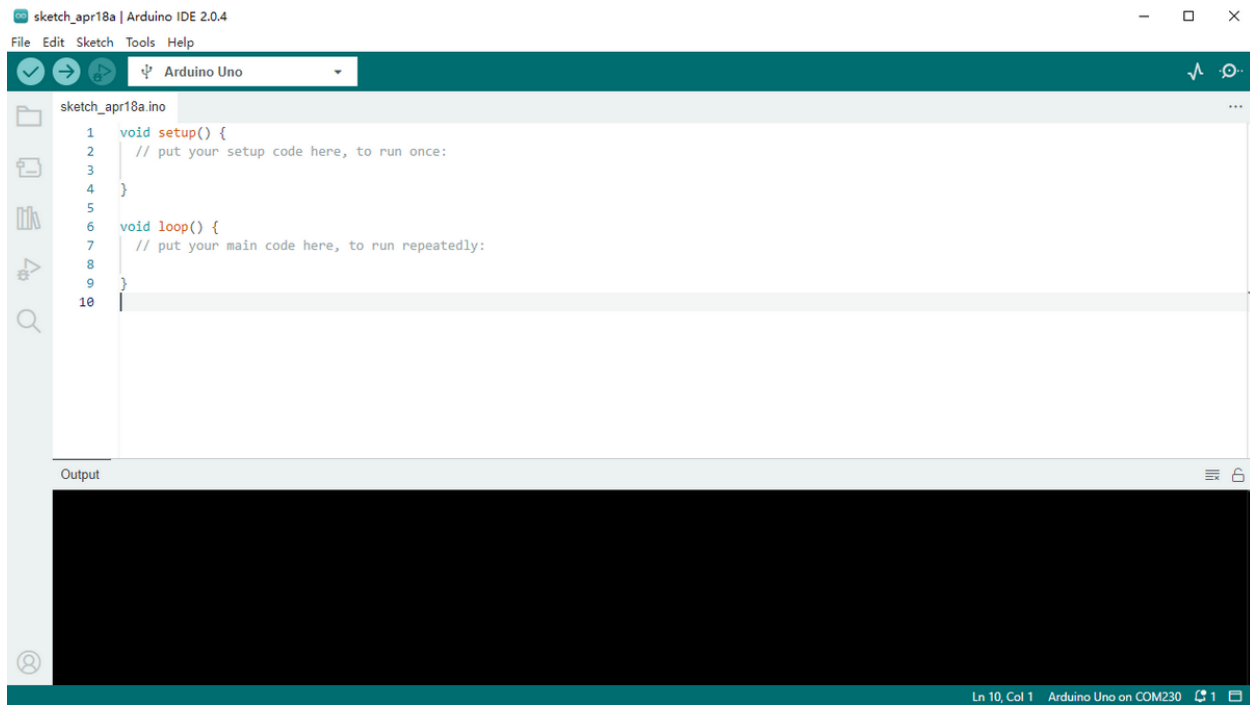 sketch_apr18a | Arduino IDE 2.0.4
File Edit Sketch Tools Help
Arduino Uno
sketch_apr18a.ino
1 void setup() {
2 // put your setup code here, to run once:
3
4 }
5
6 void loop() {
7 // put your main code here, to run repeatedly:
8
9 }
10
Output
Ln 10, Col 1 Arduino Uno on COM230 1